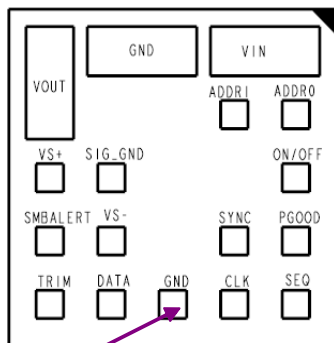 GND VIN
VOUT
ADDR1 ADDR0
VS+ SIG_GND ON/OFF
SMBALERT VS- SYNC PGOOD
TRIM DATA GND CLK SEQ